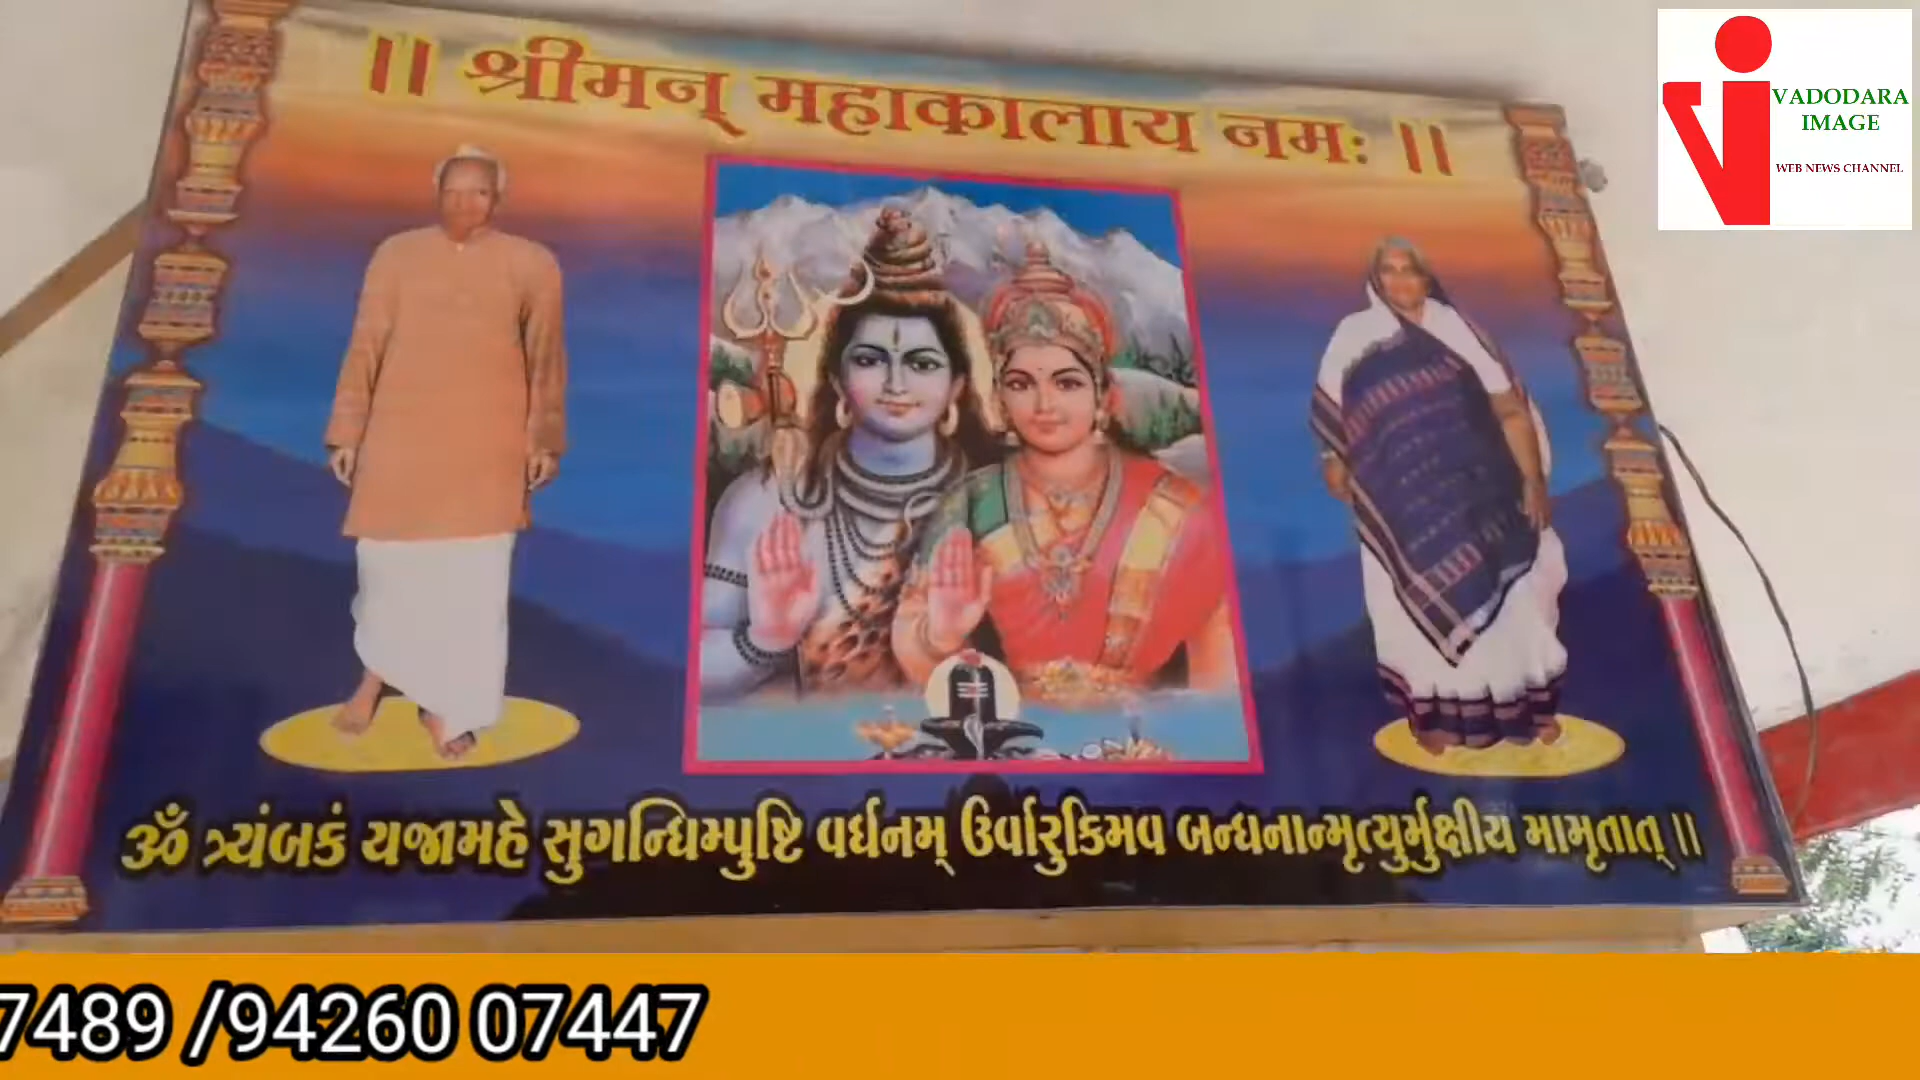 ॥ श्रीमन् महाकालाय नमः ॥
VADODARA
IMAGE
WEB NEWS CHANNEL
ૐ ત્ર્યંબકં યજામહે સુગન્ધિમ્પુષ્ટિ વર્ધનમ્ ઉર્વારુકિમવ બન્ધનાન્મૃત્યુર્મુક્ષીય મામૃતાત્ ॥
7489 /94260 07447